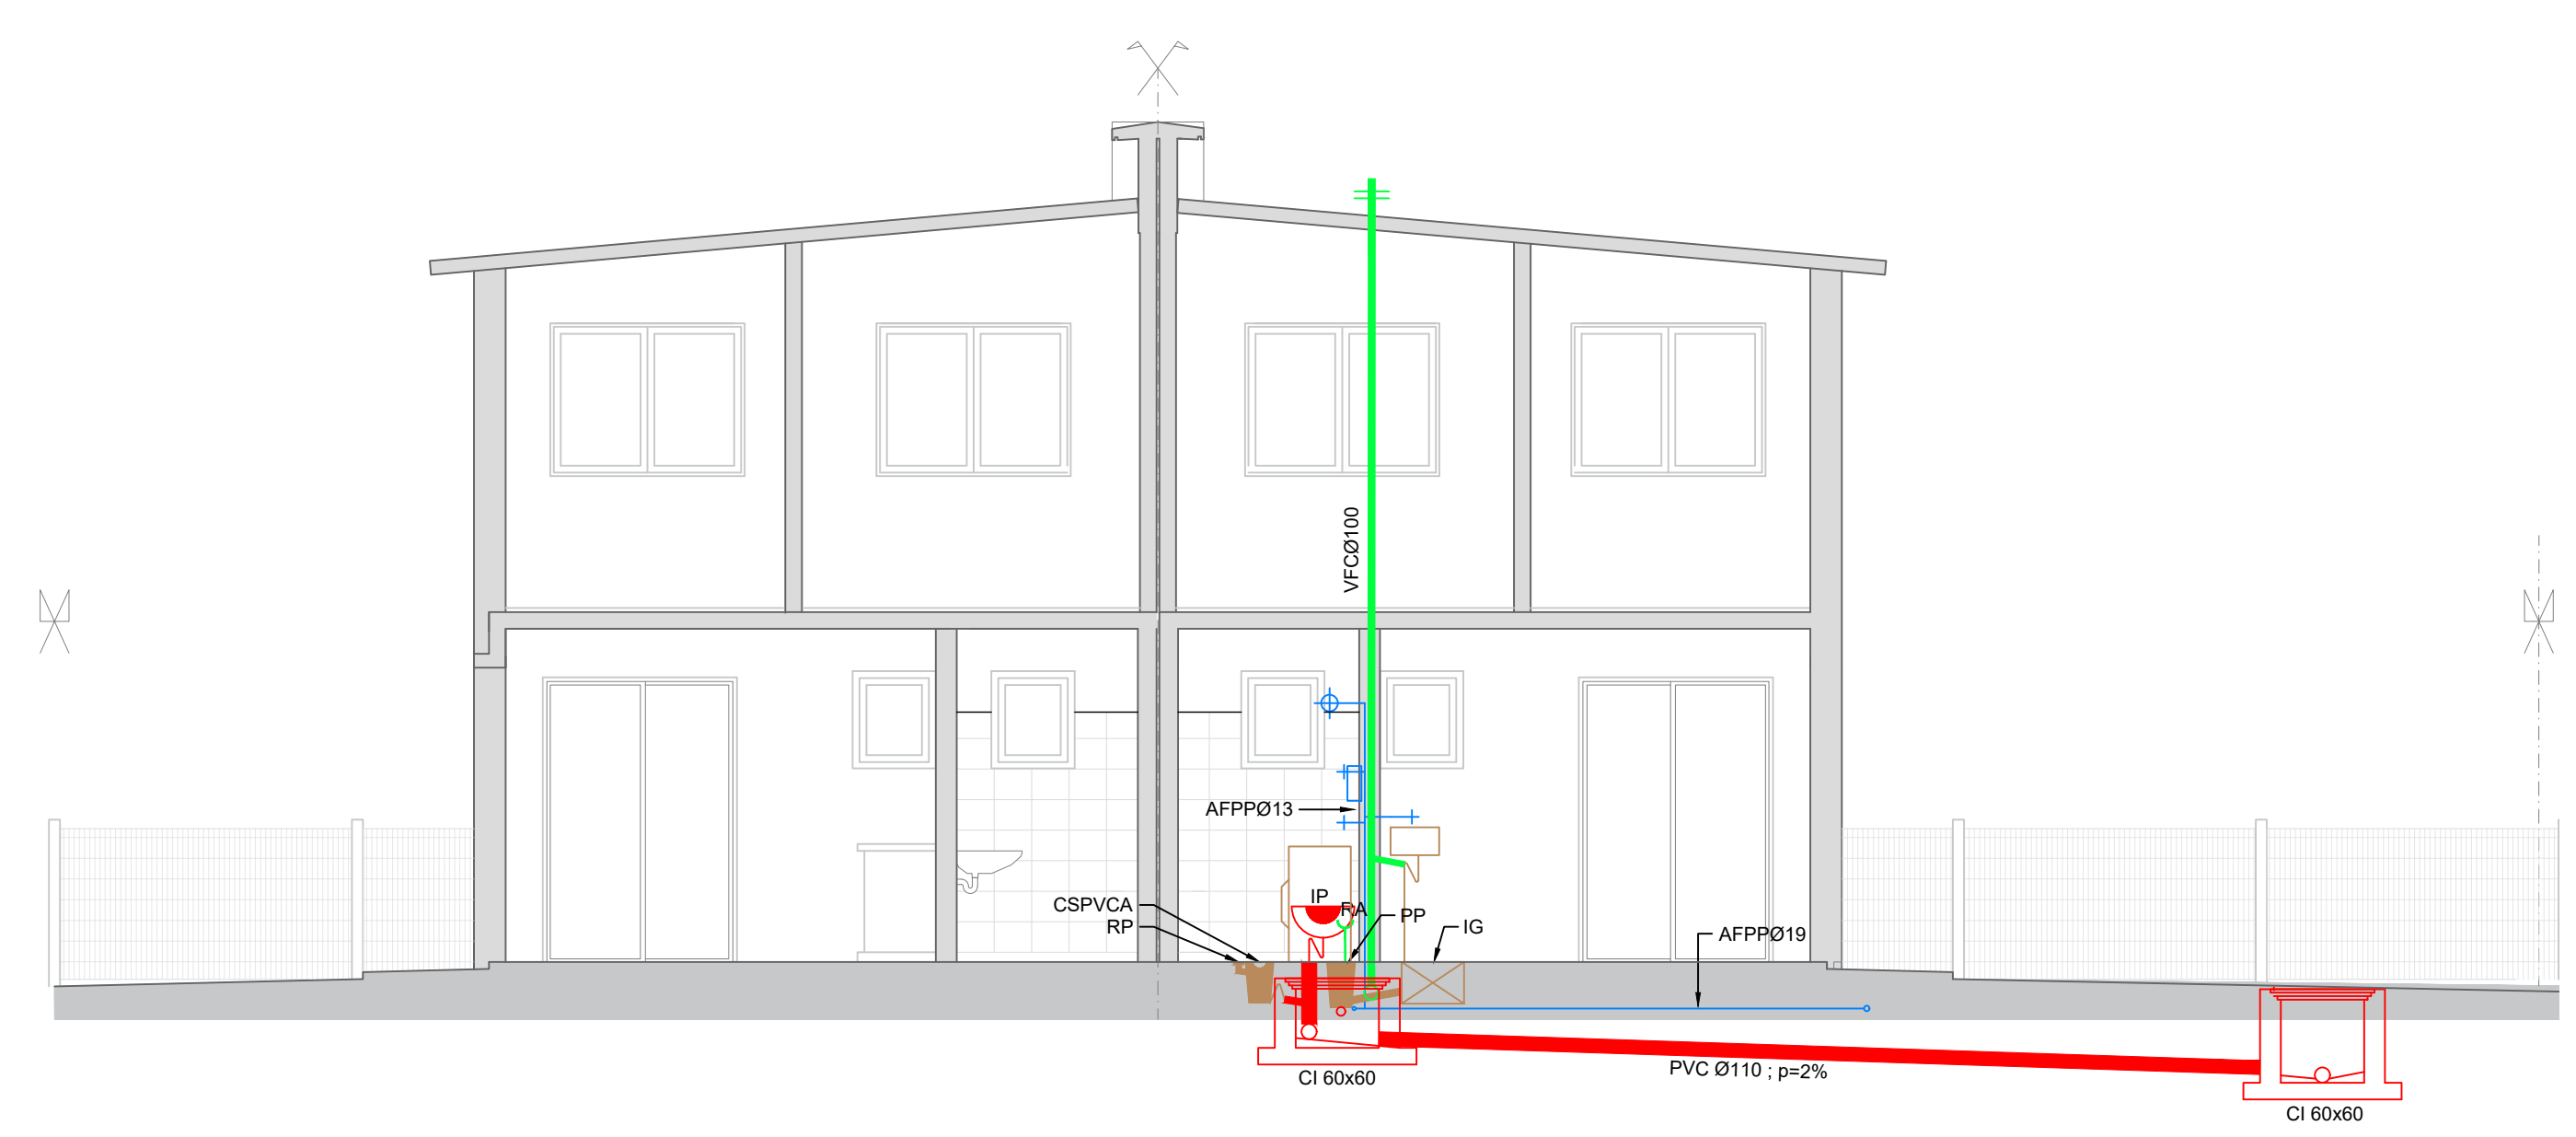 VFCØ100
AFPPØ13
IP
CSPVCA
RA
PP
RP
IG
AFPPØ19
PVC Ø110 ; p=2%
CI 60x60
CI 60x60